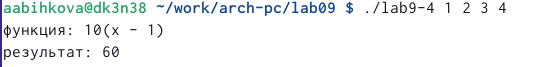 aabihkova@dk3n38 ~/work/arch-pc/lab09 $ ./lab9-4 1 2 3 4
функция: 10(x - 1)
результат: 60